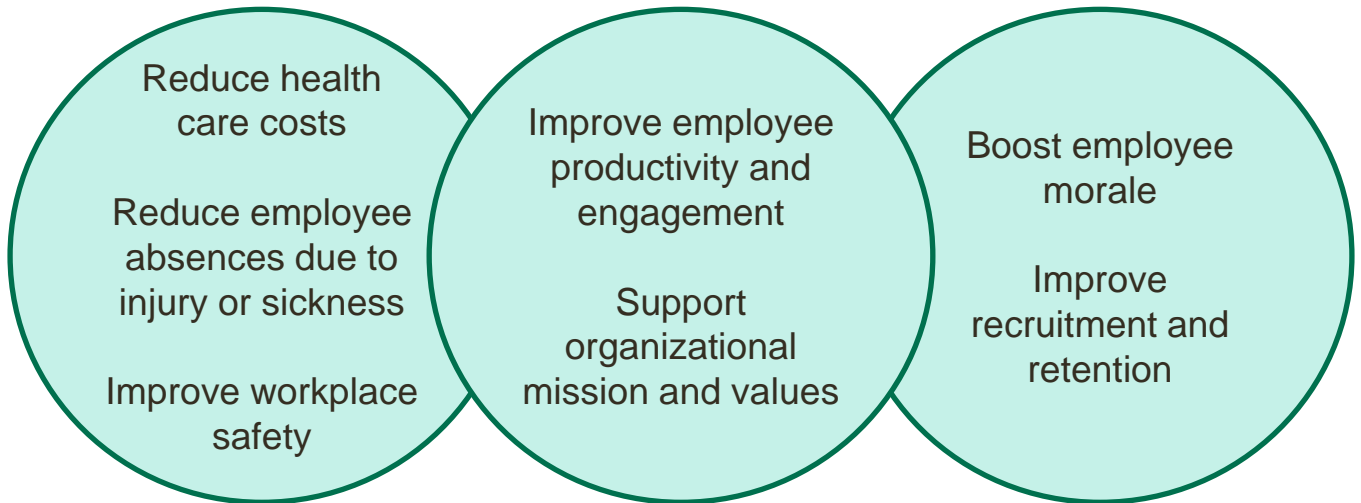 Reduce health
care costs
Reduce employee
absences due to
injury or sickness
Improve workplace
safety
Improve employee
productivity and
engagement
Support
organizational
mission and values
Boost employee
morale
Improve
recruitment and
retention